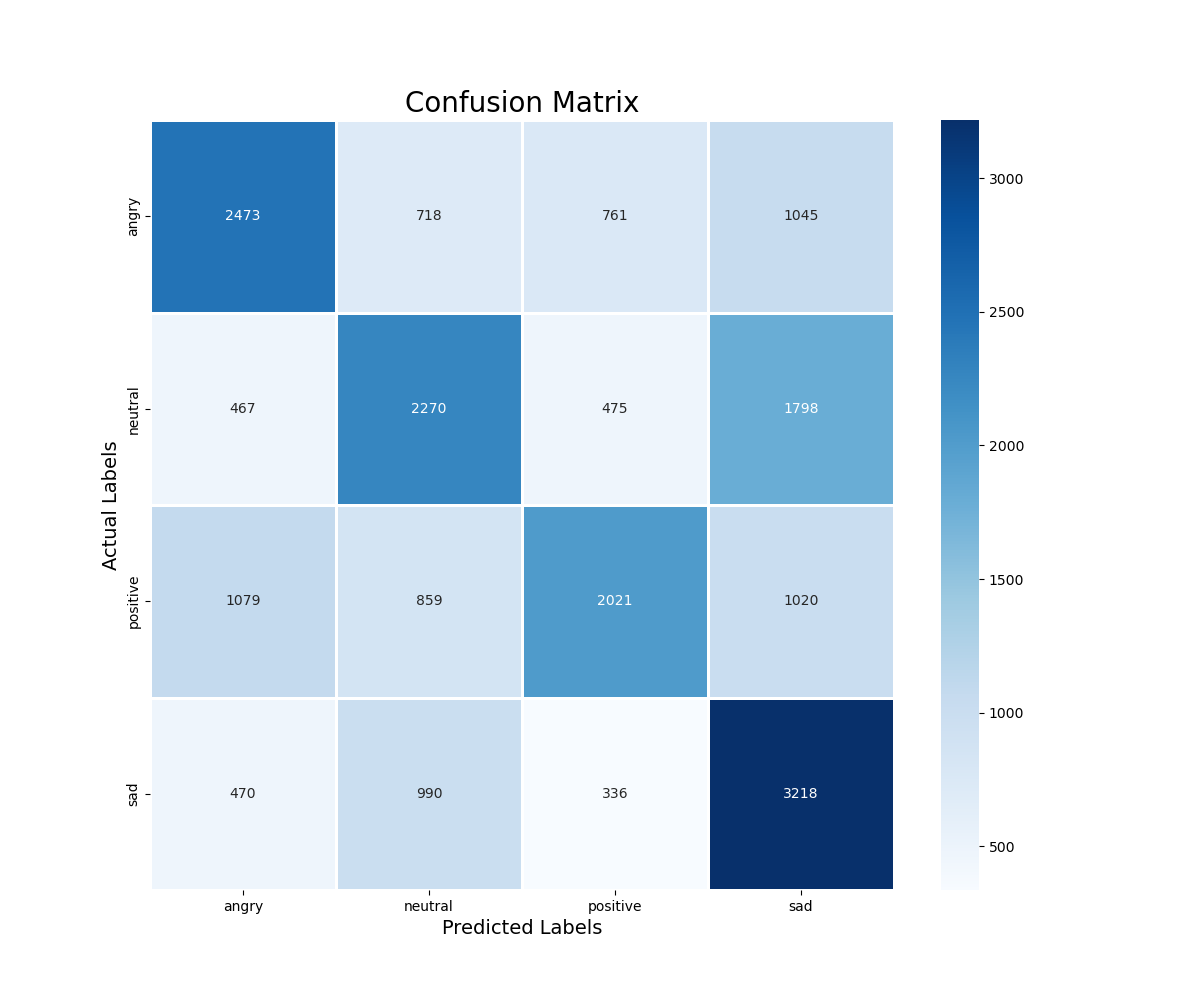 Confusion Matrix
angry 2473 718 761 1045
neutral 467 2270 475 1798
positive 1079 859 2021 1020
sad 470 990 336 3218
angry neutral positive sad
Predicted Labels
Actual Labels
3000
2500
2000
1500
1000
500